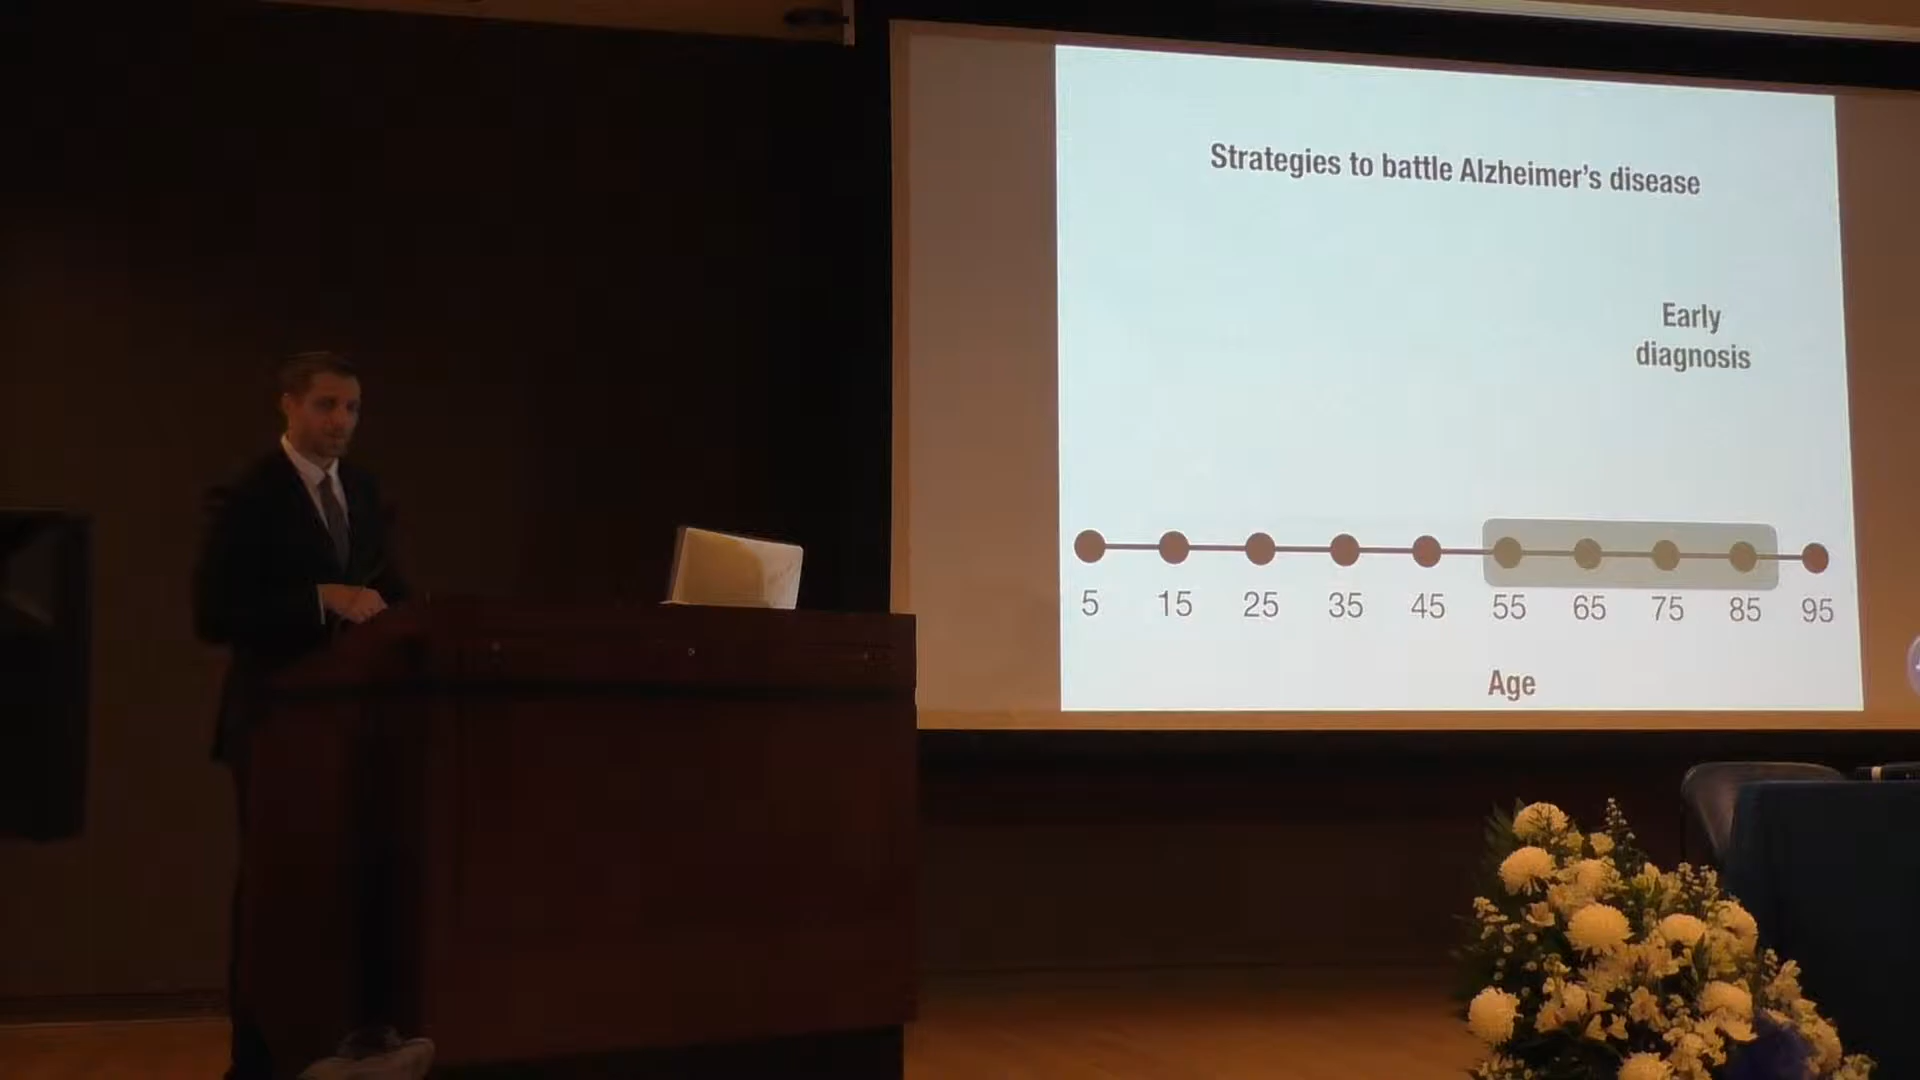 Strategies to battle Alzheimer's disease
Early
diagnosis
5 15 25 35 45 55 65 75 85 95
Age